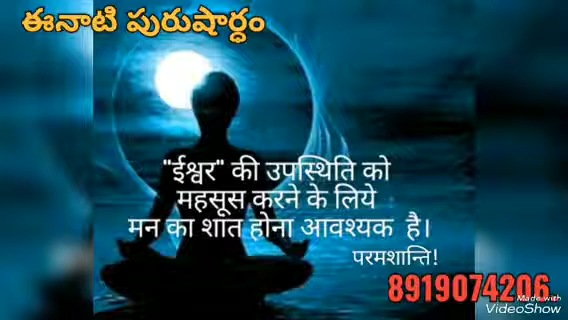 ఈనాటి పురుషార్ధం
"ईश्वर" की उपस्थिति को
महसूस करने के लिये
मन का शांत होना आवश्यक है।
परमशान्ति!
8919074206
Made with
VideoShow